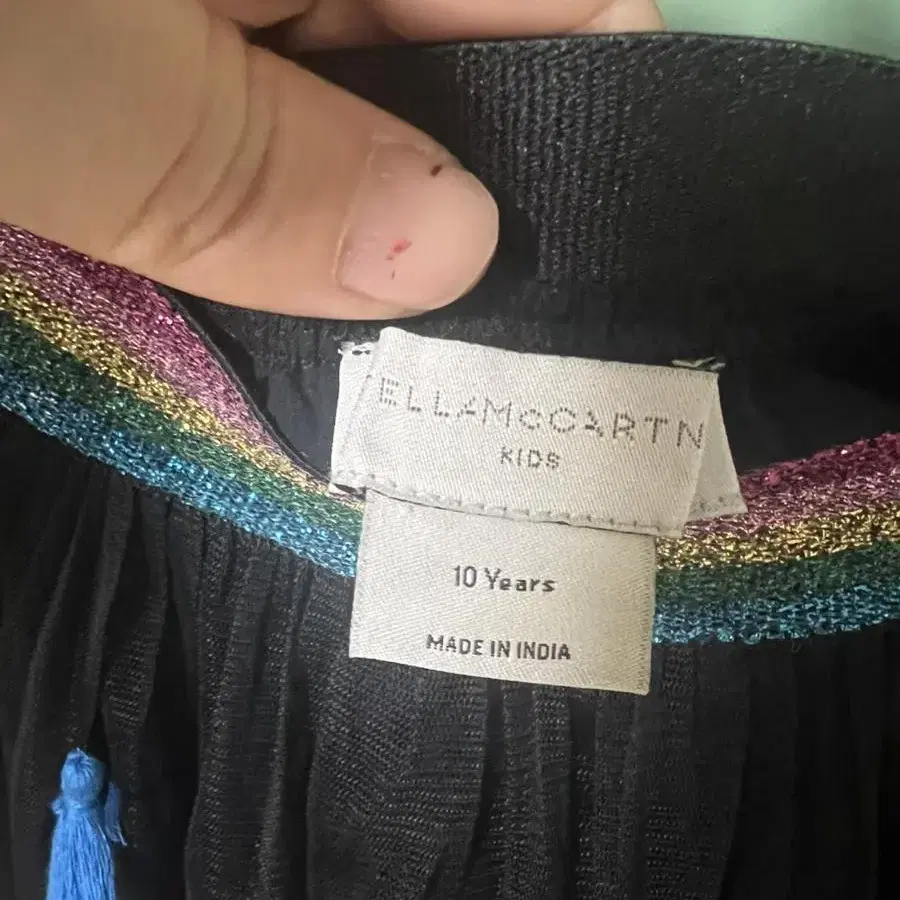 ELLAMcCARTN
KIDS
10 Years
MADE IN INDIA